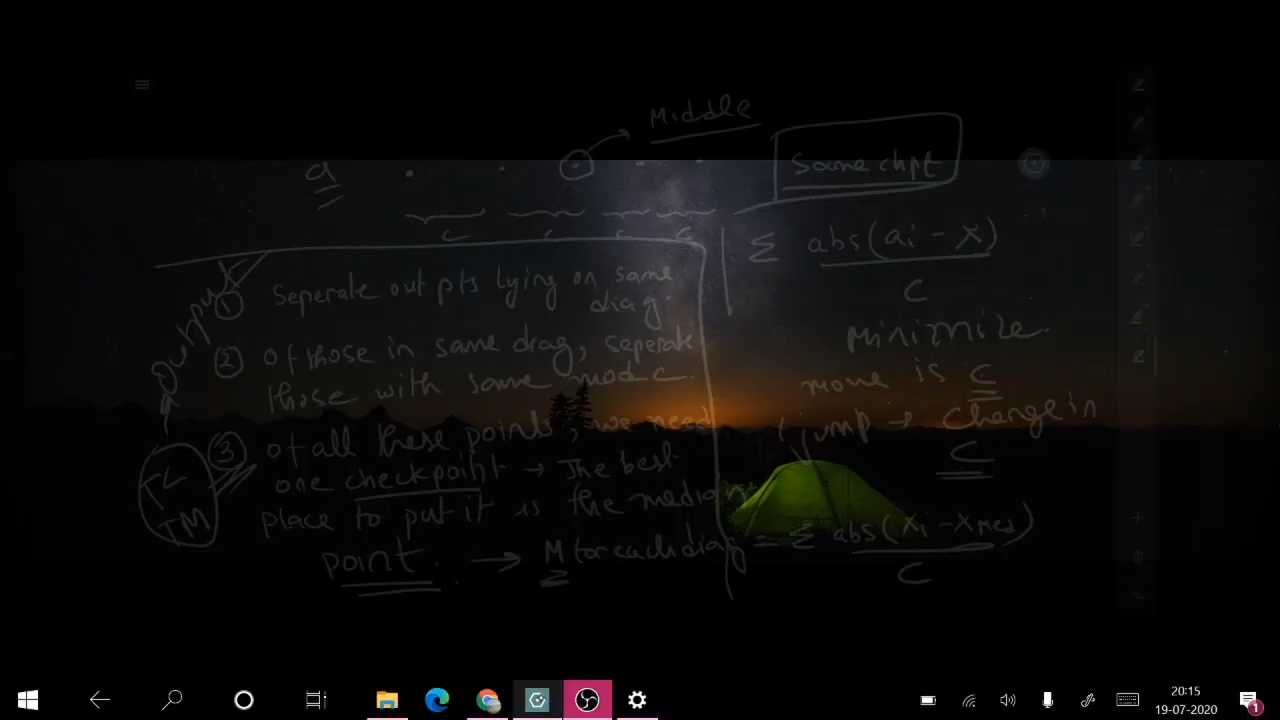 Middle
a
Same chpt
c c c c
Σ abs(ai - x)
c
Minimize
move is c
jump → change in
c
① Seperate out pts lying on same
diag.
② of those in same diag, seperate
those with same mod c.
③ of all these points, we need
one checkpoint → The best
place to put it is the median
point → M for each diag = Σ abs(xi - xmed)
c
TL
IM
20:15
19-07-2020
1